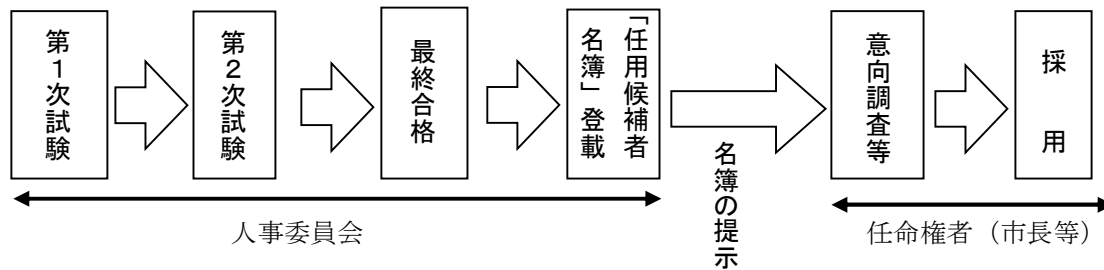 第１次試験
第２次試験
最終合格
「任用候補者
名簿」登載
名簿の提示
意向調査等
採用
人事委員会
任命権者（市長等）